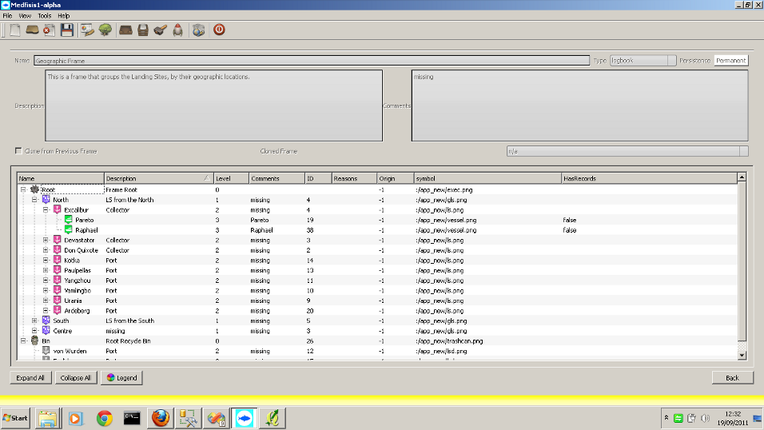 Medfisis1-alpha
File View Tools Help
Name Geographic Frame Type logbook Persistence Permanent
Description This is a frame that groups the Landing Sites, by their geographic locations. Comments missing
Clone from Previous Frame Cloned Frame n/a
Name Description Level Comments ID Reasons Origin symbol HasRecords
Root Frame Root 0 -1 :/app_new/exec.png
North LS from the North 1 missing 4 -1 :/app_new/gls.png
Excalibur Collector 2 missing 4 -1 :/app_new/ls.png
Pareto 3 Pareto 19 -1 :/app_new/vessel.png false
Raphael 3 Raphael 38 -1 :/app_new/vessel.png false
Devastator Collector 2 missing 3 -1 :/app_new/ls.png
Don Quixote Collector 2 missing 2 -1 :/app_new/ls.png
Kotka Port 2 missing 14 -1 :/app_new/ls.png
Paulpellas Port 2 missing 13 -1 :/app_new/ls.png
Yangzhou Port 2 missing 11 -1 :/app_new/ls.png
Port 2 missing 10 -1 :/app_new/ls.png
Urania Port 2 missing 9 -1 :/app_new/ls.png
Ardeborg Port 2 missing 20 -1 :/app_new/ls.png
South LS from the South 1 missing 5 -1 :/app_new/gls.png
Centre missing 1 missing 3 -1 :/app_new/gls.png
Bin Root Recycle Bin 0 26 -1 :/app_new/trashcan.png
von Wurden Port 2 missing 12 -1 :/app_new/lsd.png
Expand All Collapse All Legend Back
Start 12:32
19/09/2011